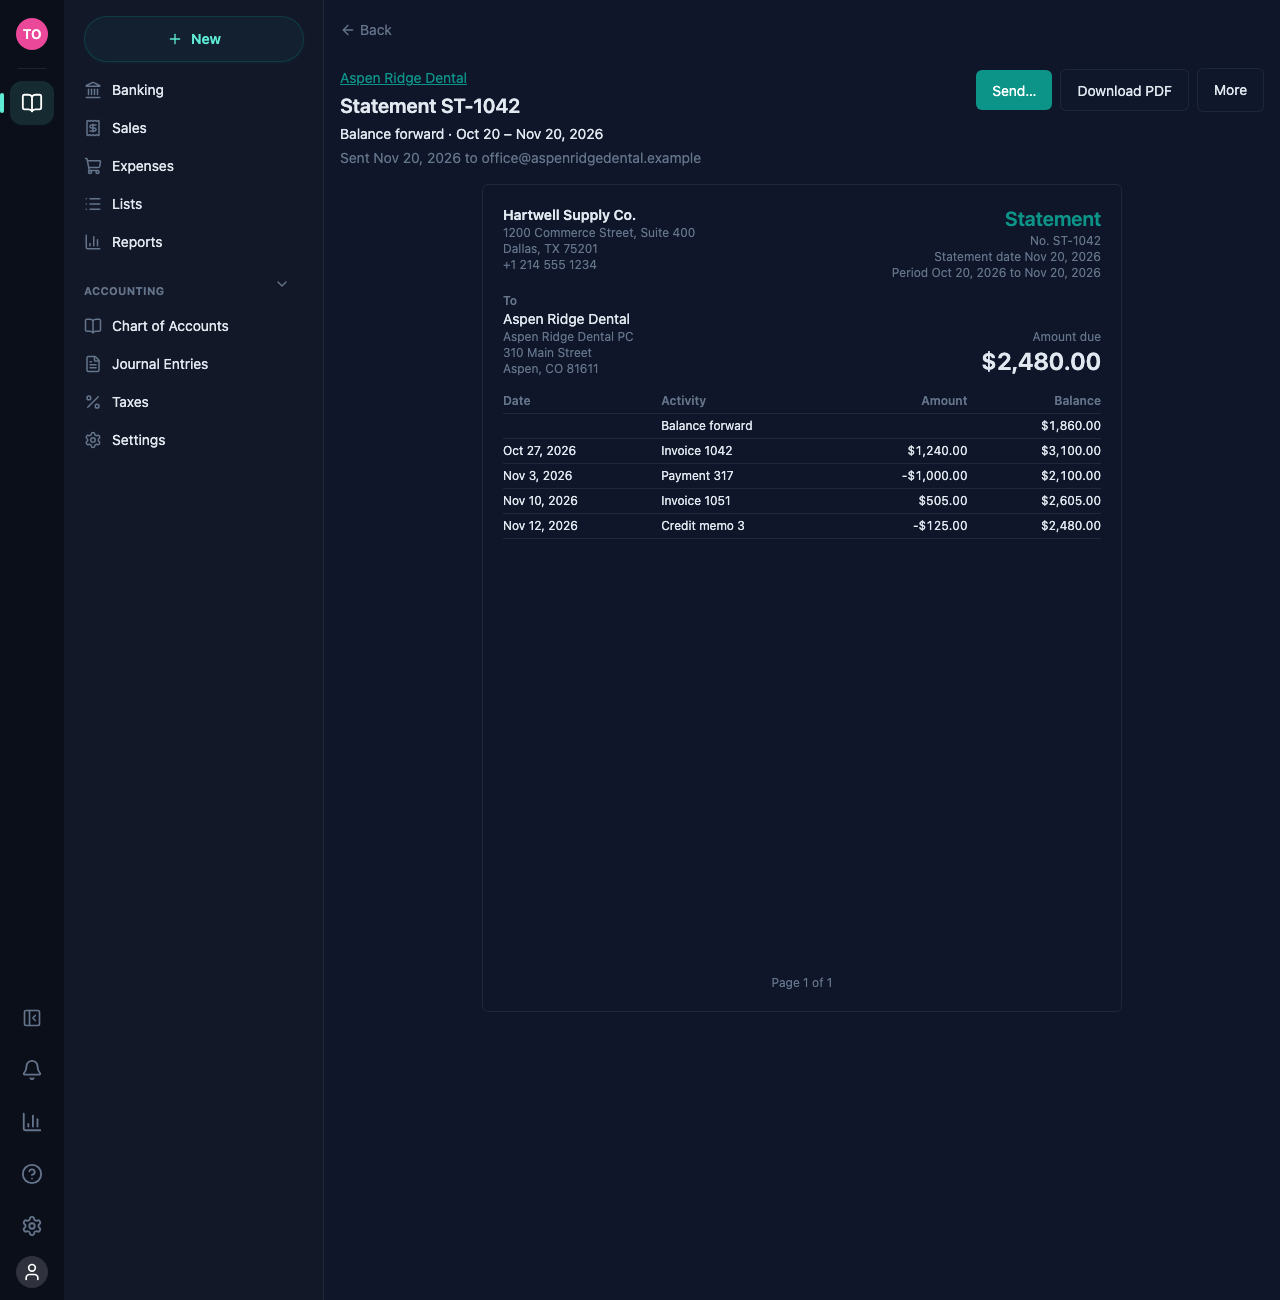 TO
New
Banking
Sales
Expenses
Lists
Reports
ACCOUNTING
Chart of Accounts
Journal Entries
Taxes
Settings
Back
Aspen Ridge Dental
Statement ST-1042
Balance forward · Oct 20 – Nov 20, 2026
Sent Nov 20, 2026 to office@aspenridgedental.example
Send...
Download PDF
More
Hartwell Supply Co.
1200 Commerce Street, Suite 400
Dallas, TX 75201
+1 214 555 1234
Statement
No. ST-1042
Statement date Nov 20, 2026
Period Oct 20, 2026 to Nov 20, 2026
To
Aspen Ridge Dental
Aspen Ridge Dental PC
310 Main Street
Aspen, CO 81611
Amount due
$2,480.00
Date Activity Amount Balance
Balance forward $1,860.00
Oct 27, 2026 Invoice 1042 $1,240.00 $3,100.00
Nov 3, 2026 Payment 317 -$1,000.00 $2,100.00
Nov 10, 2026 Invoice 1051 $505.00 $2,605.00
Nov 12, 2026 Credit memo 3 -$125.00 $2,480.00
Page 1 of 1